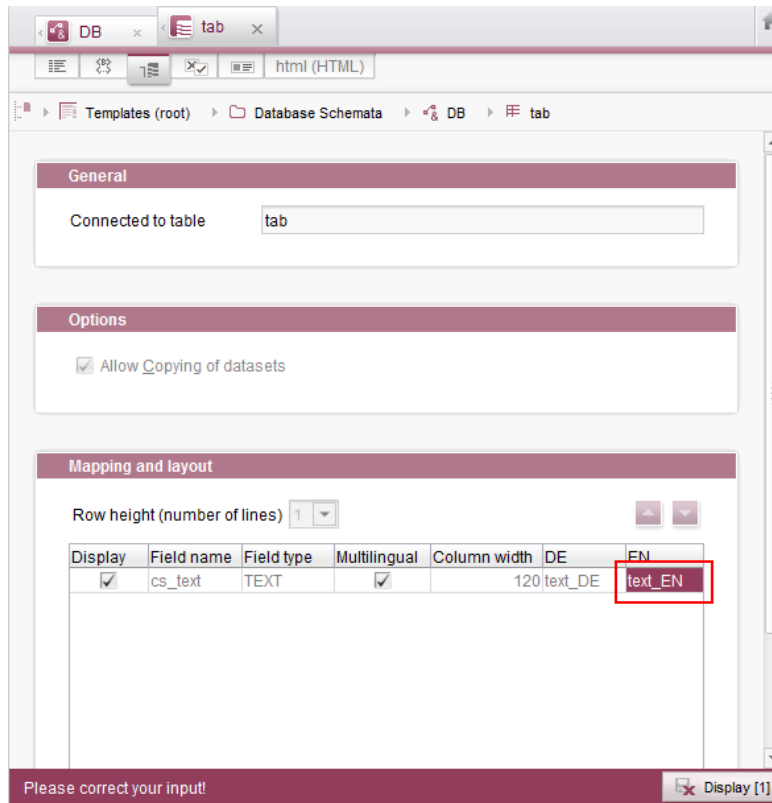 DB
tab
html (HTML)
Templates (root) Database Schemata DB tab
General
Connected to table tab
Options
Allow Copying of datasets
Mapping and layout
Row height (number of lines) 1
Display Field name Field type Multilingual Column width DE EN
cs_text TEXT 120 text_DE text_EN
Please correct your input! Display [1]